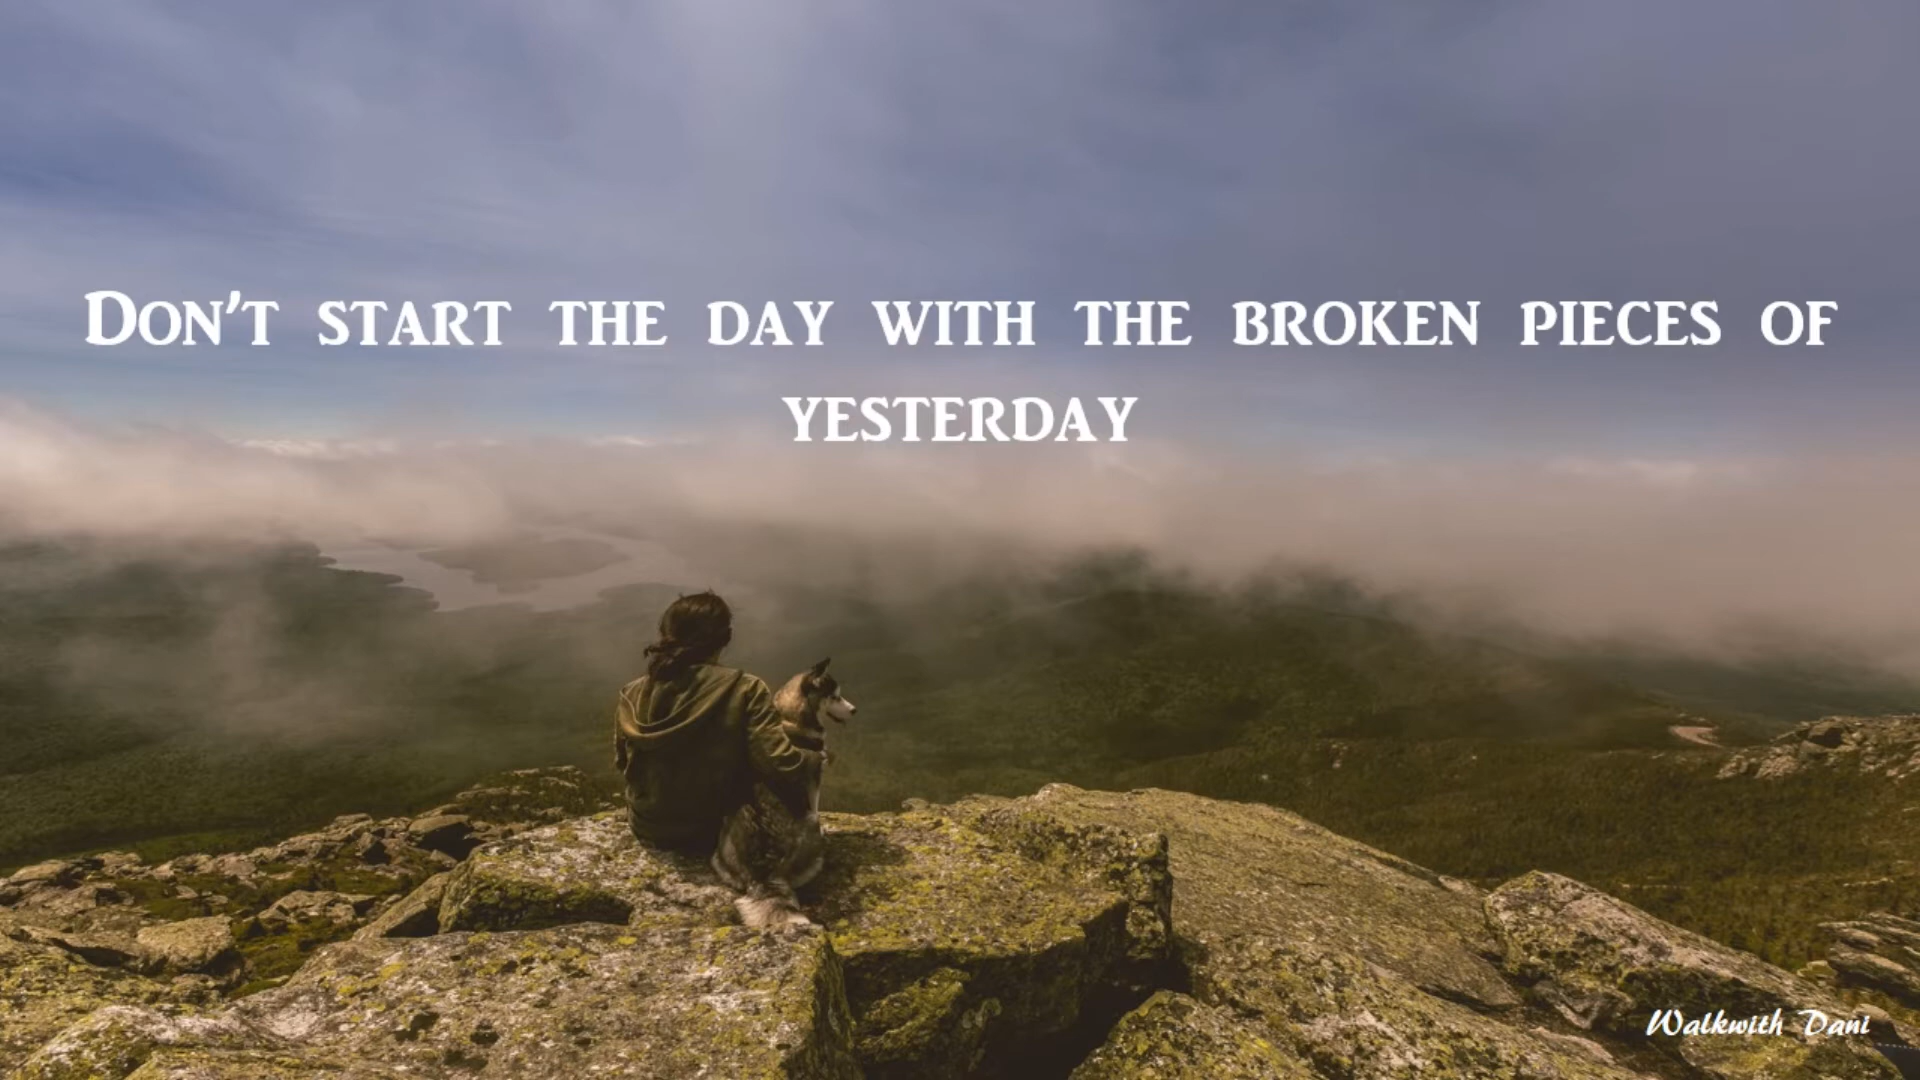 Don't start the day with the broken pieces of
yesterday
Walkwith Dani